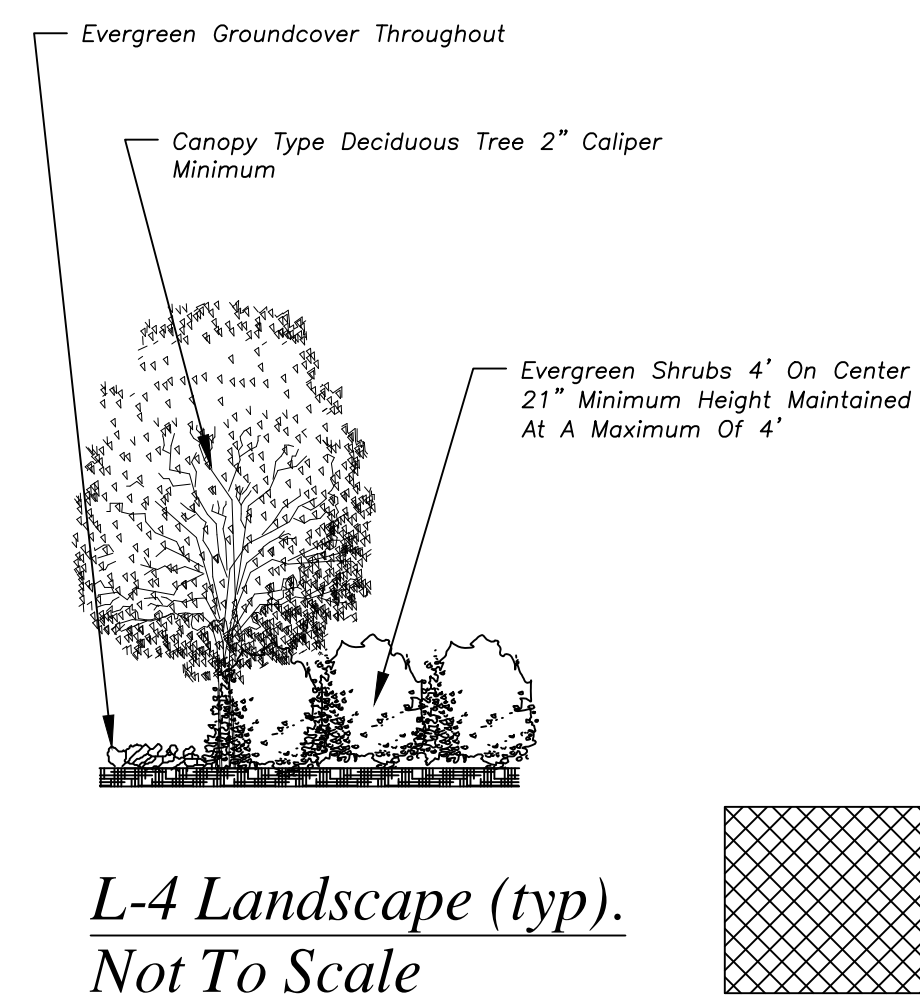 Evergreen Groundcover Throughout
Canopy Type Deciduous Tree 2" Caliper
Minimum
Evergreen Shrubs 4' On Center
21" Minimum Height Maintained
At A Maximum Of 4'
L-4 Landscape (typ).
Not To Scale